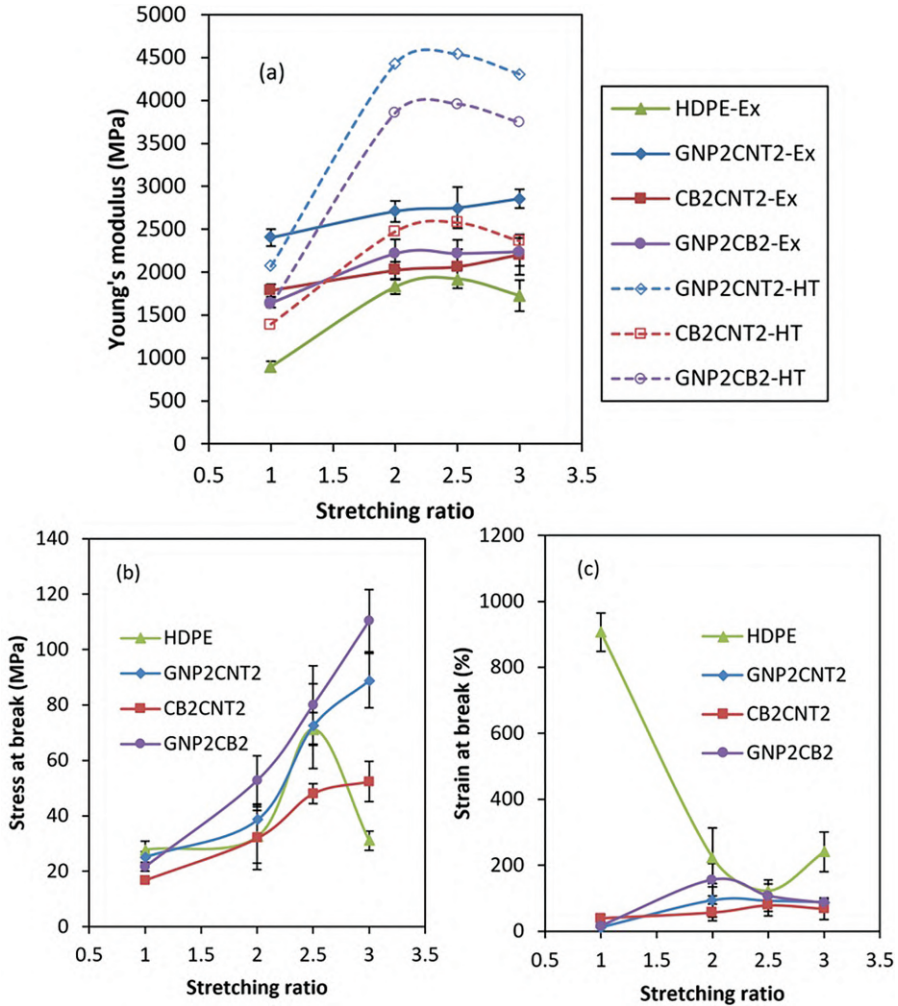 5000
4500
4000
3500
3000
2500
2000
1500
1000
500
0
Young's modulus (MPa)
(a)
0.5 1 1.5 2 2.5 3 3.5
Stretching ratio
HDPE-Ex
GNP2CNT2-Ex
CB2CNT2-Ex
GNP2CB2-Ex
GNP2CNT2-HT
CB2CNT2-HT
GNP2CB2-HT
140
120
100
80
60
40
20
0
Stress at break (MPa)
(b)
HDPE
GNP2CNT2
CB2CNT2
GNP2CB2
0.5 1 1.5 2 2.5 3 3.5
Stretching ratio
1200
1000
800
600
400
200
0
Strain at break (%)
(c)
HDPE
GNP2CNT2
CB2CNT2
GNP2CB2
0.5 1 1.5 2 2.5 3 3.5
Stretching ratio